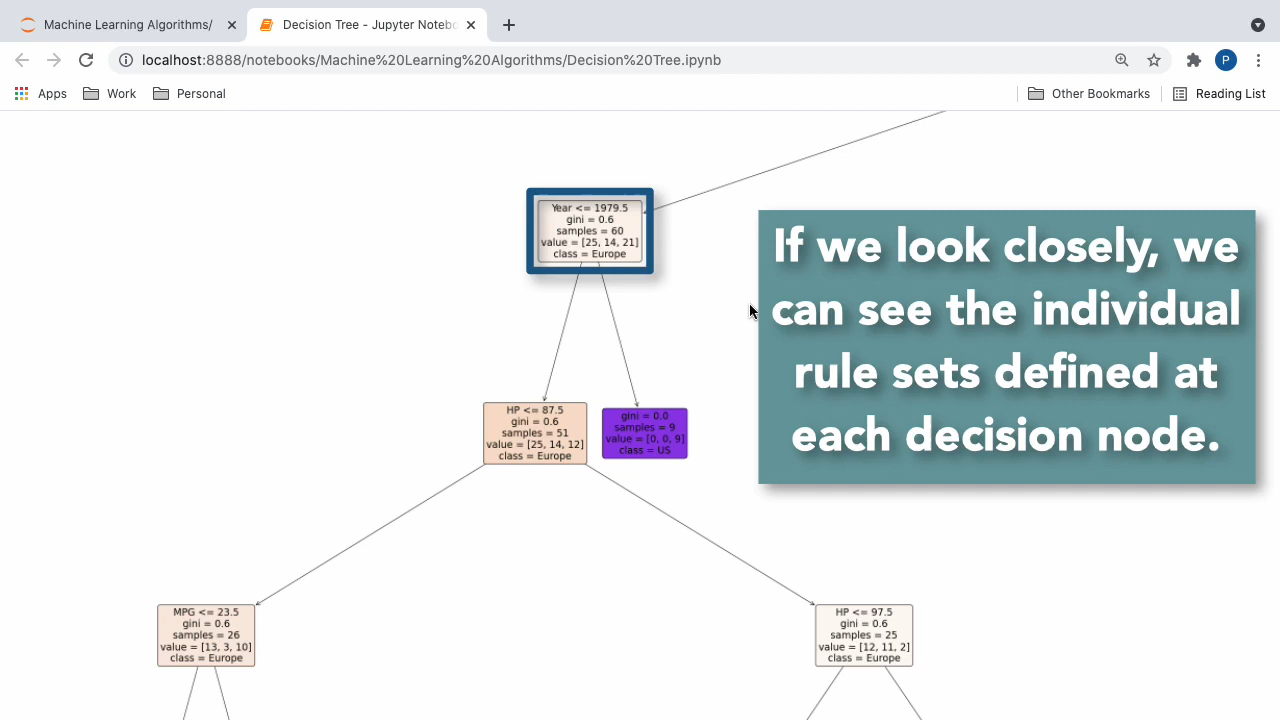 Machine Learning Algorithms/
Decision Tree - Jupyter Notebo
localhost:8888/notebooks/Machine%20Learning%20Algorithms/Decision%20Tree.ipynb
P
Apps
Work
Personal
Other Bookmarks
Reading List
Year <= 1979.5
gini = 0.6
samples = 60
value = [25, 14, 21]
class = Europe
If we look closely, we
can see the individual
rule sets defined at
each decision node.
HP <= 87.5
gini = 0.6
samples = 51
value = [25, 14, 12]
class = Europe
gini = 0.0
samples = 9
value = [0, 0, 9]
class = US
MPG <= 23.5
gini = 0.6
samples = 26
value = [13, 3, 10]
class = Europe
HP <= 97.5
gini = 0.6
samples = 25
value = [12, 11, 2]
class = Europe